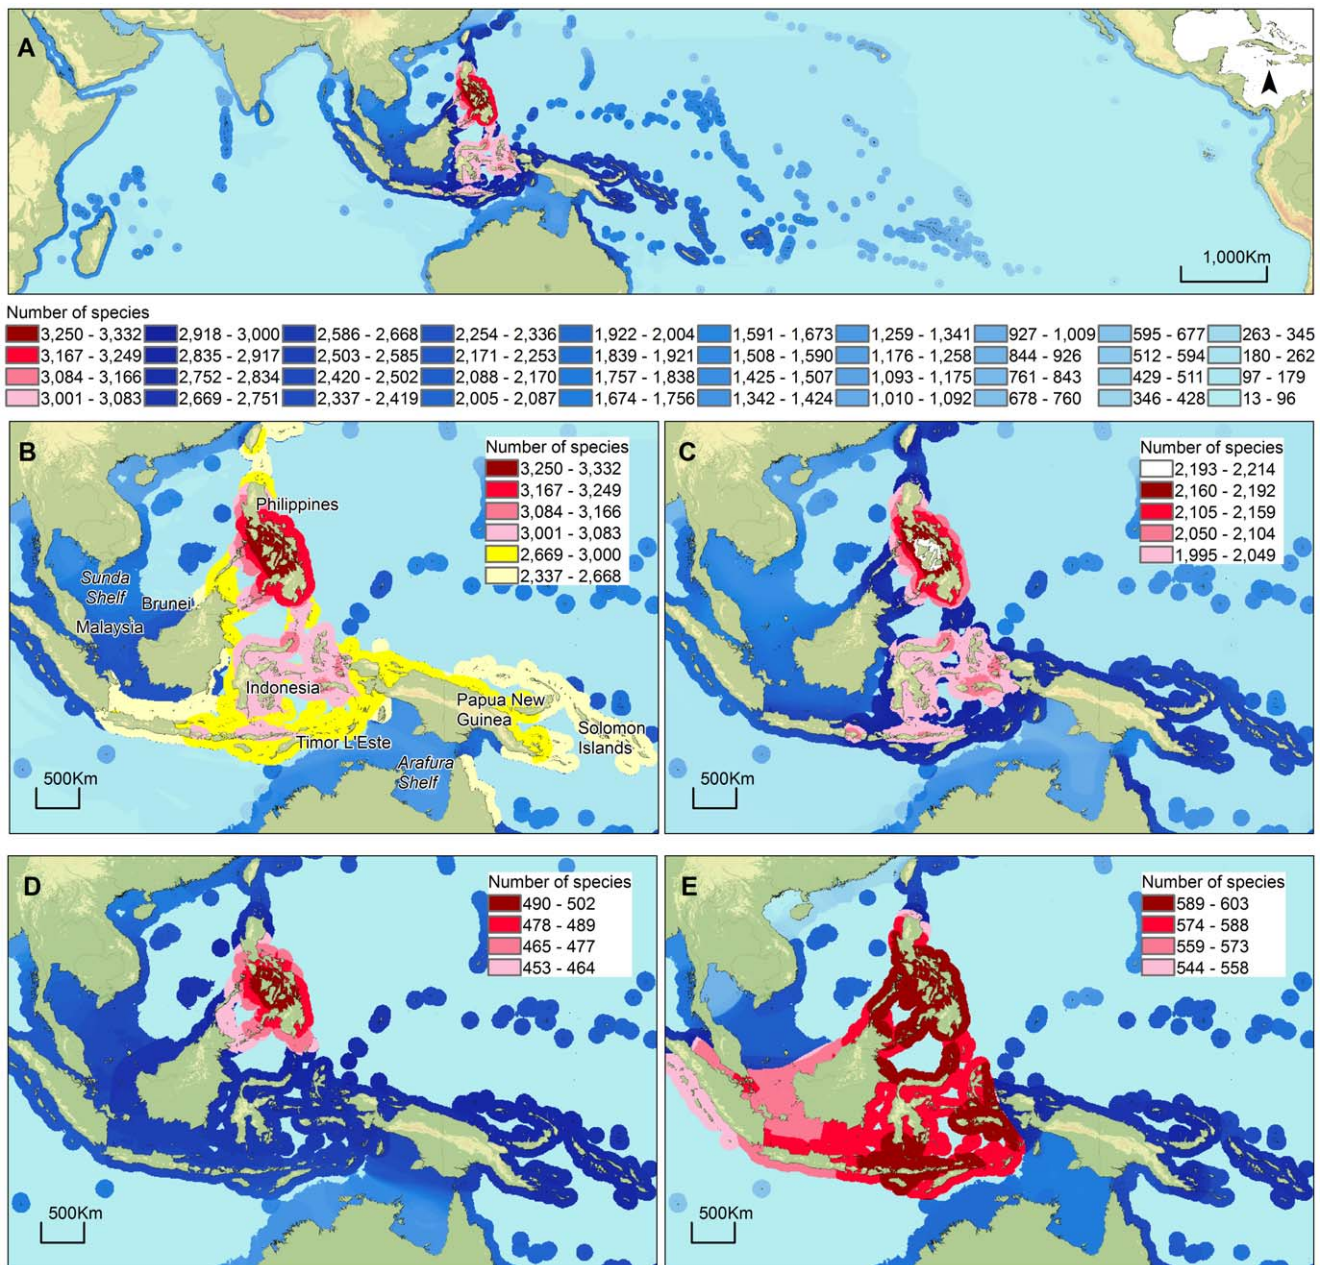 A
N
1,000Km
Number of species
3,250 - 3,332 2,918 - 3,000 2,586 - 2,668 2,254 - 2,336 1,922 - 2,004 1,591 - 1,673 1,259 - 1,341 927 - 1,009 595 - 677 263 - 345
3,167 - 3,249 2,835 - 2,917 2,503 - 2,585 2,171 - 2,253 1,839 - 1,921 1,508 - 1,590 1,176 - 1,258 844 - 926 512 - 594 180 - 262
3,084 - 3,166 2,752 - 2,834 2,420 - 2,502 2,088 - 2,170 1,757 - 1,838 1,425 - 1,507 1,093 - 1,175 761 - 843 429 - 511 97 - 179
3,001 - 3,083 2,669 - 2,751 2,337 - 2,419 2,005 - 2,087 1,674 - 1,756 1,342 - 1,424 1,010 - 1,092 678 - 760 346 - 428 13 - 96
B
Number of species
3,250 - 3,332
3,167 - 3,249
3,084 - 3,166
3,001 - 3,083
2,669 - 3,000
2,337 - 2,668
Philippines
Sunda
Shelf
Brunei
Malaysia
Indonesia
Papua New
Guinea
Solomon
Islands
Timor L'Este
Arafura
Shelf
500Km
C
Number of species
2,193 - 2,214
2,160 - 2,192
2,105 - 2,159
2,050 - 2,104
1,995 - 2,049
500Km
D
Number of species
490 - 502
478 - 489
465 - 477
453 - 464
500Km
E
Number of species
589 - 603
574 - 588
559 - 573
544 - 558
500Km